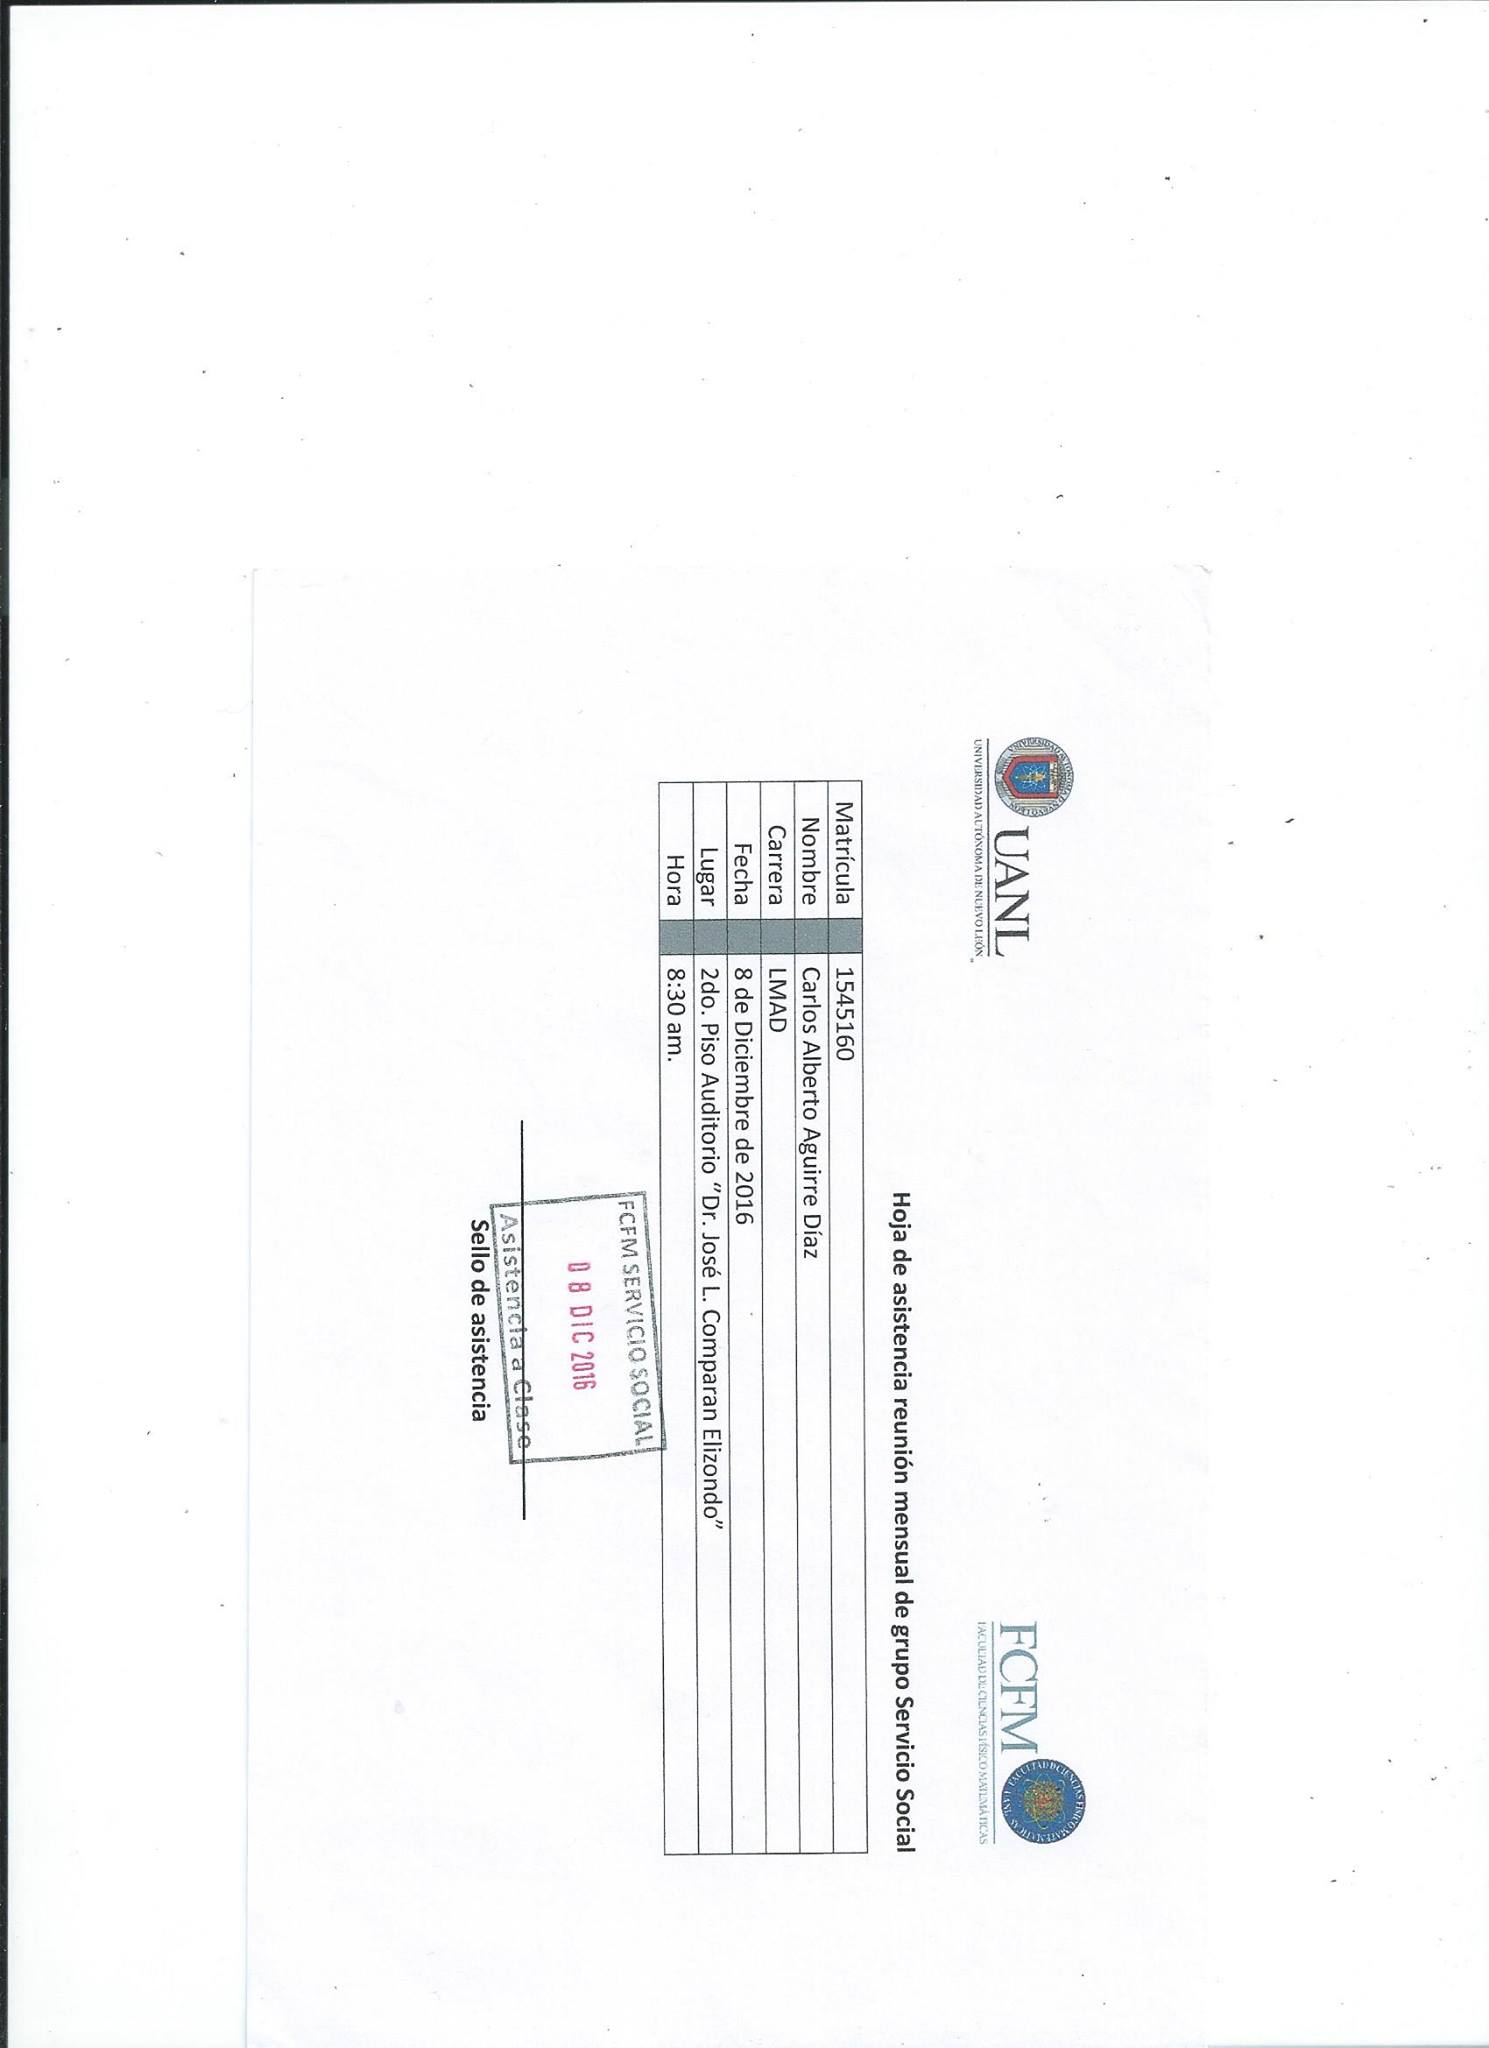 UANL
UNIVERSIDAD AUTÓNOMA DE NUEVO LEÓN
FCFM
FACULTAD DE CIENCIAS FÍSICO MATEMÁTICAS
Hoja de asistencia reunión mensual de grupo Servicio Social
Matrícula 1545160
Nombre Carlos Alberto Aguirre Díaz
Carrera LMAD
Fecha 8 de Diciembre de 2016
Lugar 2do. Piso Auditorio "Dr. José L. Comparan Elizondo"
Hora 8:30 am.
FCFM SERVICIO SOCIAL
08 DIC 2016
Asistencia a Clase
Sello de asistencia